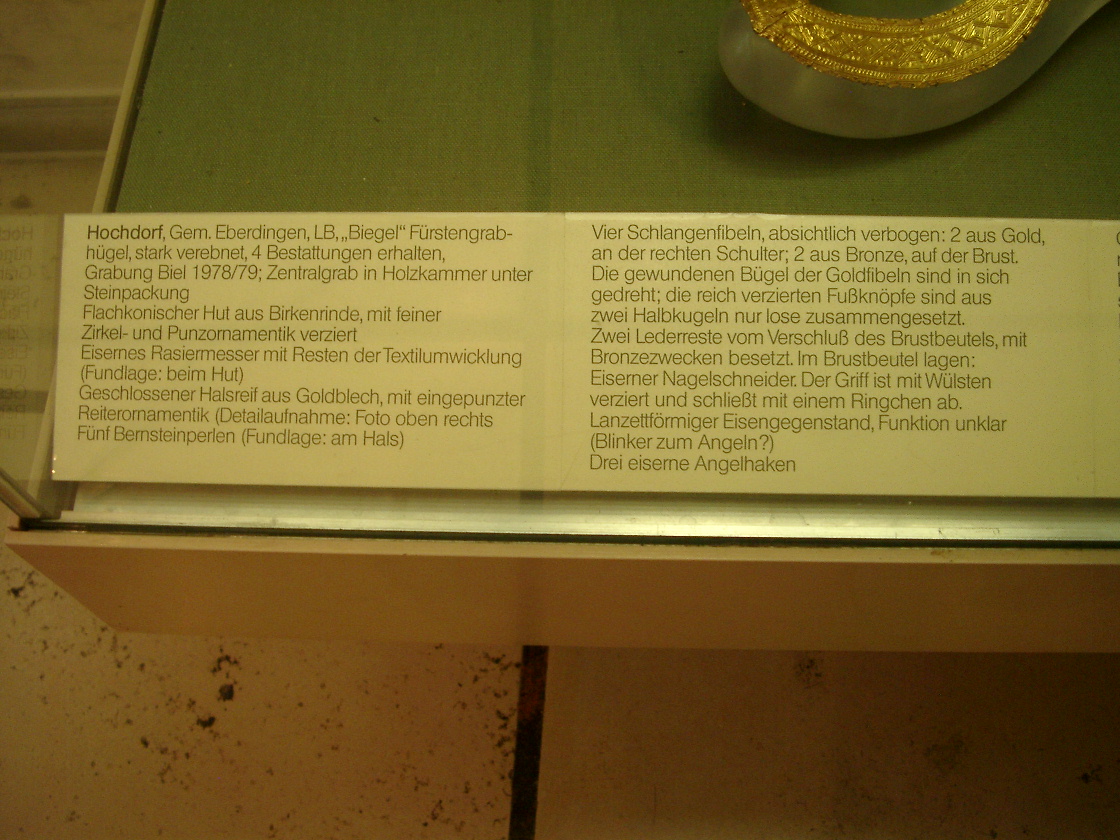 Hochdorf, Gem. Eberdingen, LB, „Biegel“ Fürstengrab-
hügel, stark verebnet, 4 Bestattungen erhalten,
Grabung Biel 1978/79; Zentralgrab in Holzkammer unter
Steinpackung
Flachkonischer Hut aus Birkenrinde, mit feiner
Zirkel- und Punzornamentik verziert
Eisernes Rasiermesser mit Resten der Textilumwicklung
(Fundlage: beim Hut)
Geschlossener Halsreif aus Goldblech, mit eingepunzter
Reiterornamentik (Detailaufnahme: Foto oben rechts
Fünf Bernsteinperlen (Fundlage: am Hals)
Vier Schlangenfibeln, absichtlich verbogen: 2 aus Gold,
an der rechten Schulter; 2 aus Bronze, auf der Brust.
Die gewundenen Bügel der Goldfibeln sind in sich
gedreht; die reich verzierten Fußknöpfe sind aus
zwei Halbkugeln nur lose zusammengesetzt.
Zwei Lederreste vom Verschluß des Brustbeutels, mit
Bronzezwecken besetzt. Im Brustbeutel lagen:
Eiserner Nagelschneider. Der Griff ist mit Wülsten
verziert und schließt mit einem Ringchen ab.
Lanzettförmiger Eisengegenstand, Funktion unklar
(Blinker zum Angeln?)
Drei eiserne Angelhaken